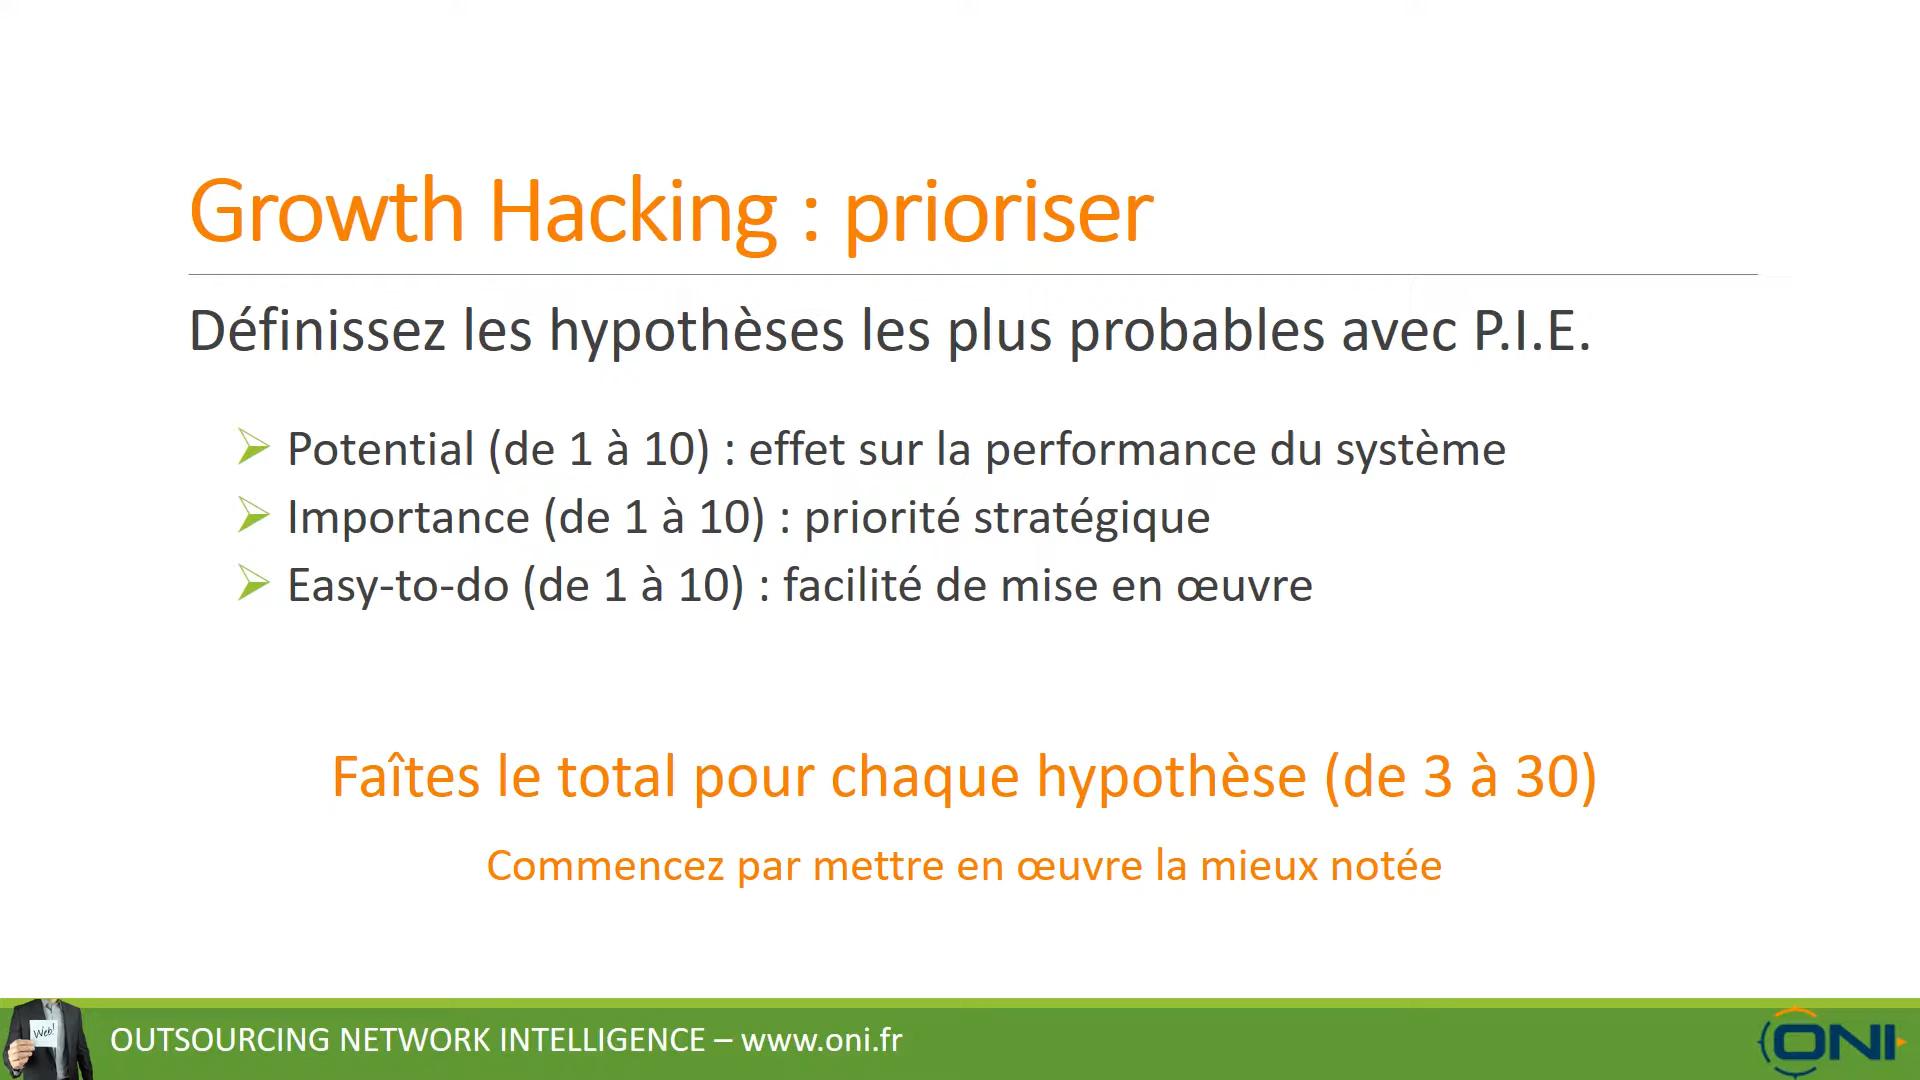 Growth Hacking : prioriser
Définissez les hypothèses les plus probables avec P.I.E.
Potential (de 1 à 10) : effet sur la performance du système
Importance (de 1 à 10) : priorité stratégique
Easy-to-do (de 1 à 10) : facilité de mise en œuvre
Faîtes le total pour chaque hypothèse (de 3 à 30)
Commencez par mettre en œuvre la mieux notée
Web!
OUTSOURCING NETWORK INTELLIGENCE – www.oni.fr
ONI